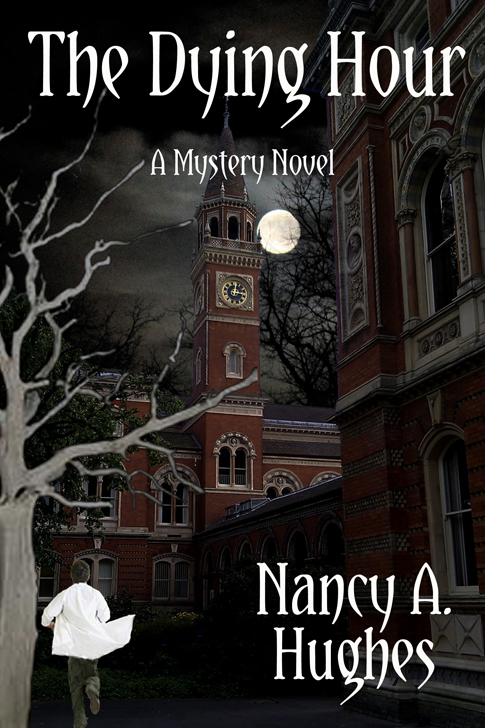 The Dying Hour
A Mystery Novel
Nancy A.
Hughes